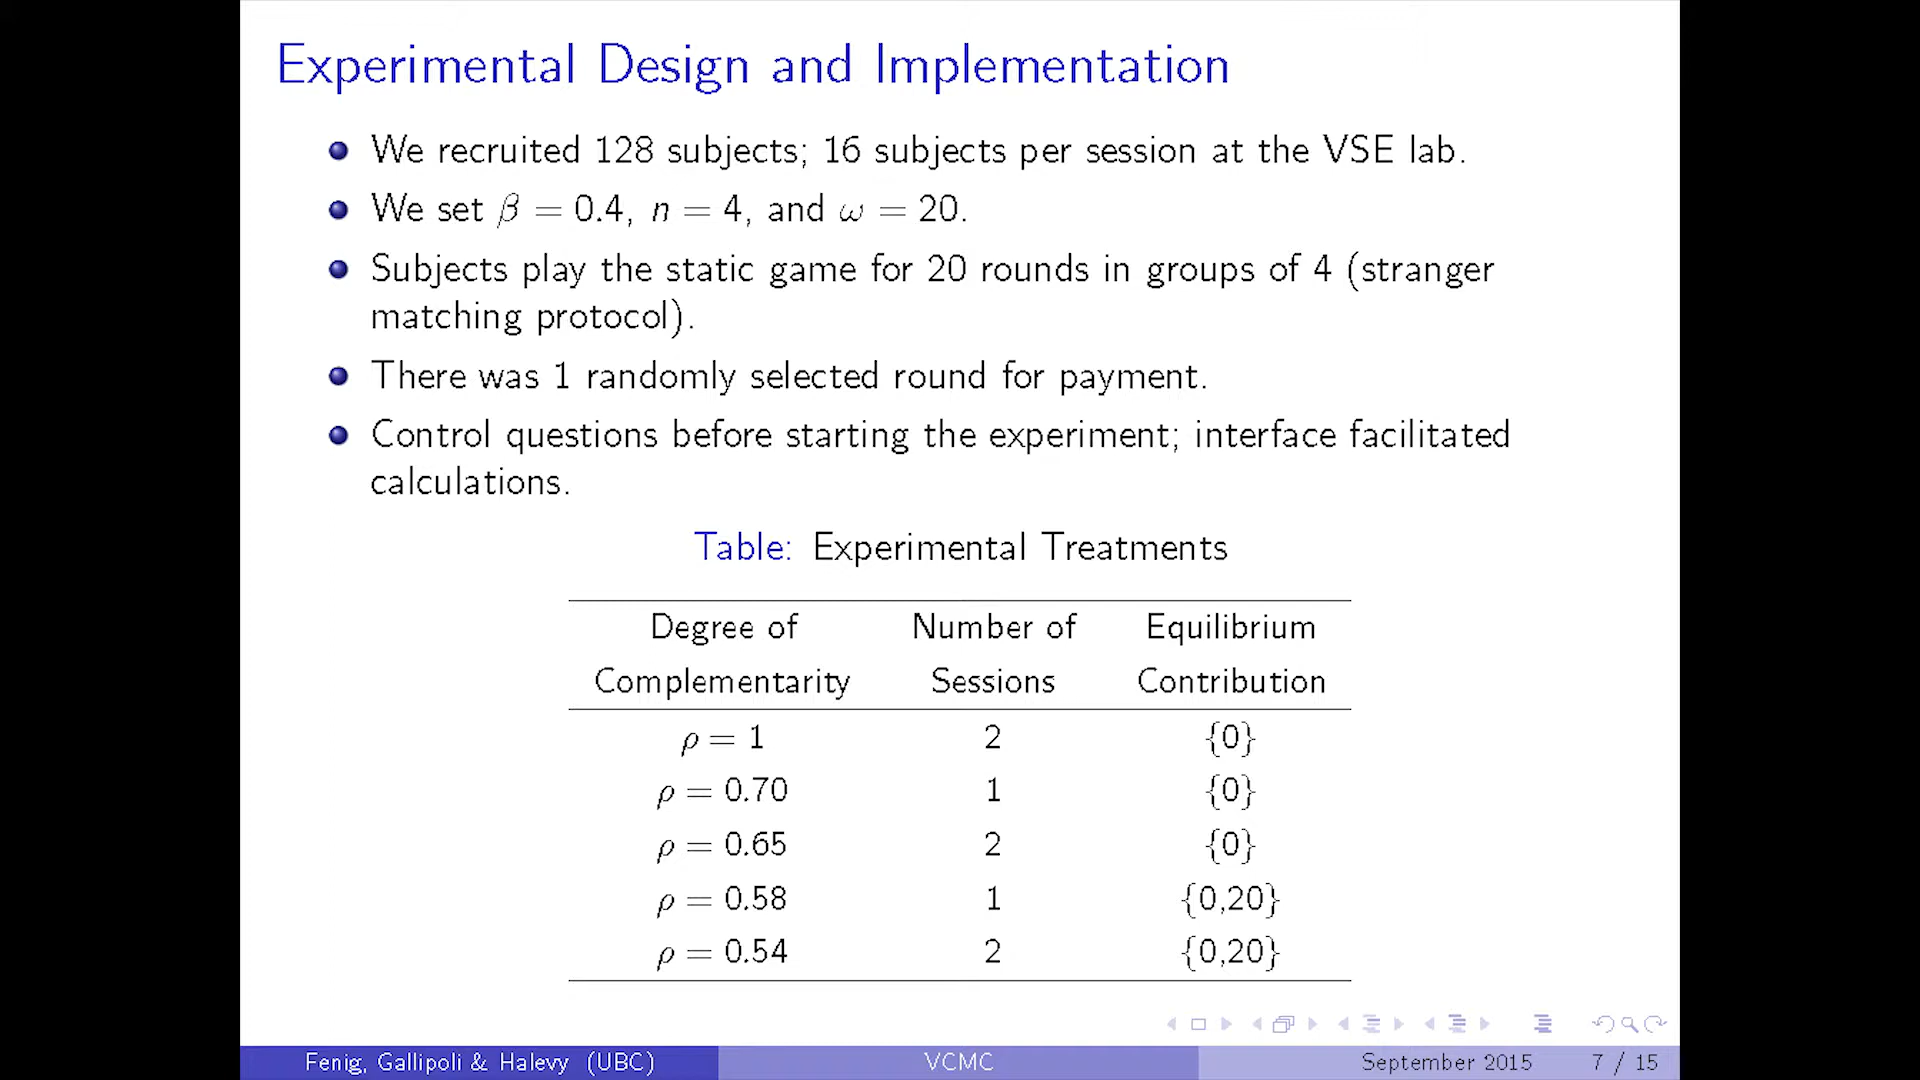 Experimental Design and Implementation
We recruited 128 subjects; 16 subjects per session at the VSE lab.
We set β = 0.4, n = 4, and ω = 20.
Subjects play the static game for 20 rounds in groups of 4 (stranger
matching protocol).
There was 1 randomly selected round for payment.
Control questions before starting the experiment; interface facilitated
calculations.
Table: Experimental Treatments
Degree of Number of Equilibrium
Complementarity Sessions Contribution
ρ = 1 2 {0}
ρ = 0.70 1 {0}
ρ = 0.65 2 {0}
ρ = 0.58 1 {0,20}
ρ = 0.54 2 {0,20}
Fenig, Gallipoli & Halevy (UBC) VCMC September 2015 7 / 15